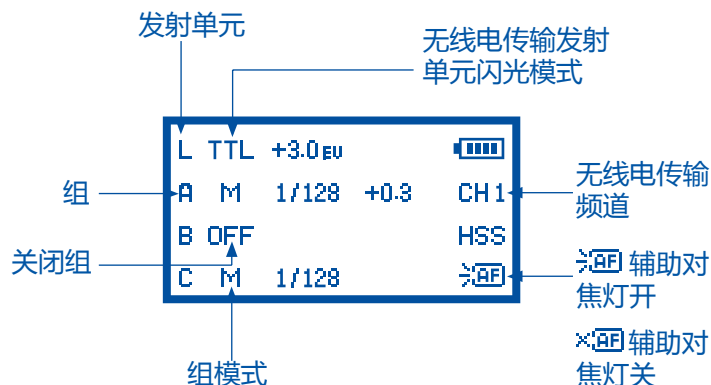 发射单元
无线电传输发射
单元闪光模式
L TTL +3.0EV
A M 1/128 +0.3 CH1
B OFF HSS
C M 1/128 AF
组
关闭组
组模式
无线电传输
频道
AF 辅助对
焦灯开
×AF 辅助对
焦灯关